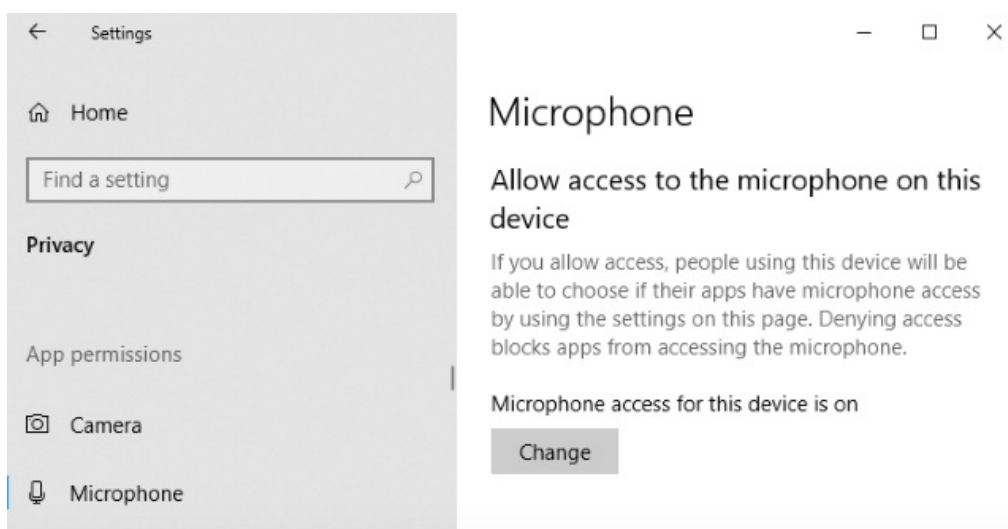 Settings
Home
Find a setting
Privacy
App permissions
Camera
Microphone
Microphone
Allow access to the microphone on this
device
If you allow access, people using this device will be
able to choose if their apps have microphone access
by using the settings on this page. Denying access
blocks apps from accessing the microphone.
Microphone access for this device is on
Change